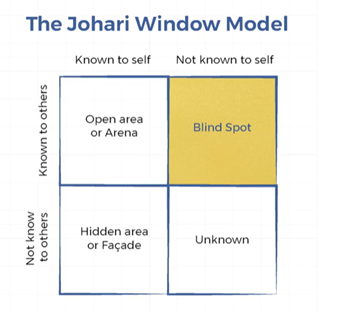 The Johari Window Model
Known to self
Not known to self
Known to others
Open area
or Arena
Blind Spot
Not know
to others
Hidden area
or Façade
Unknown